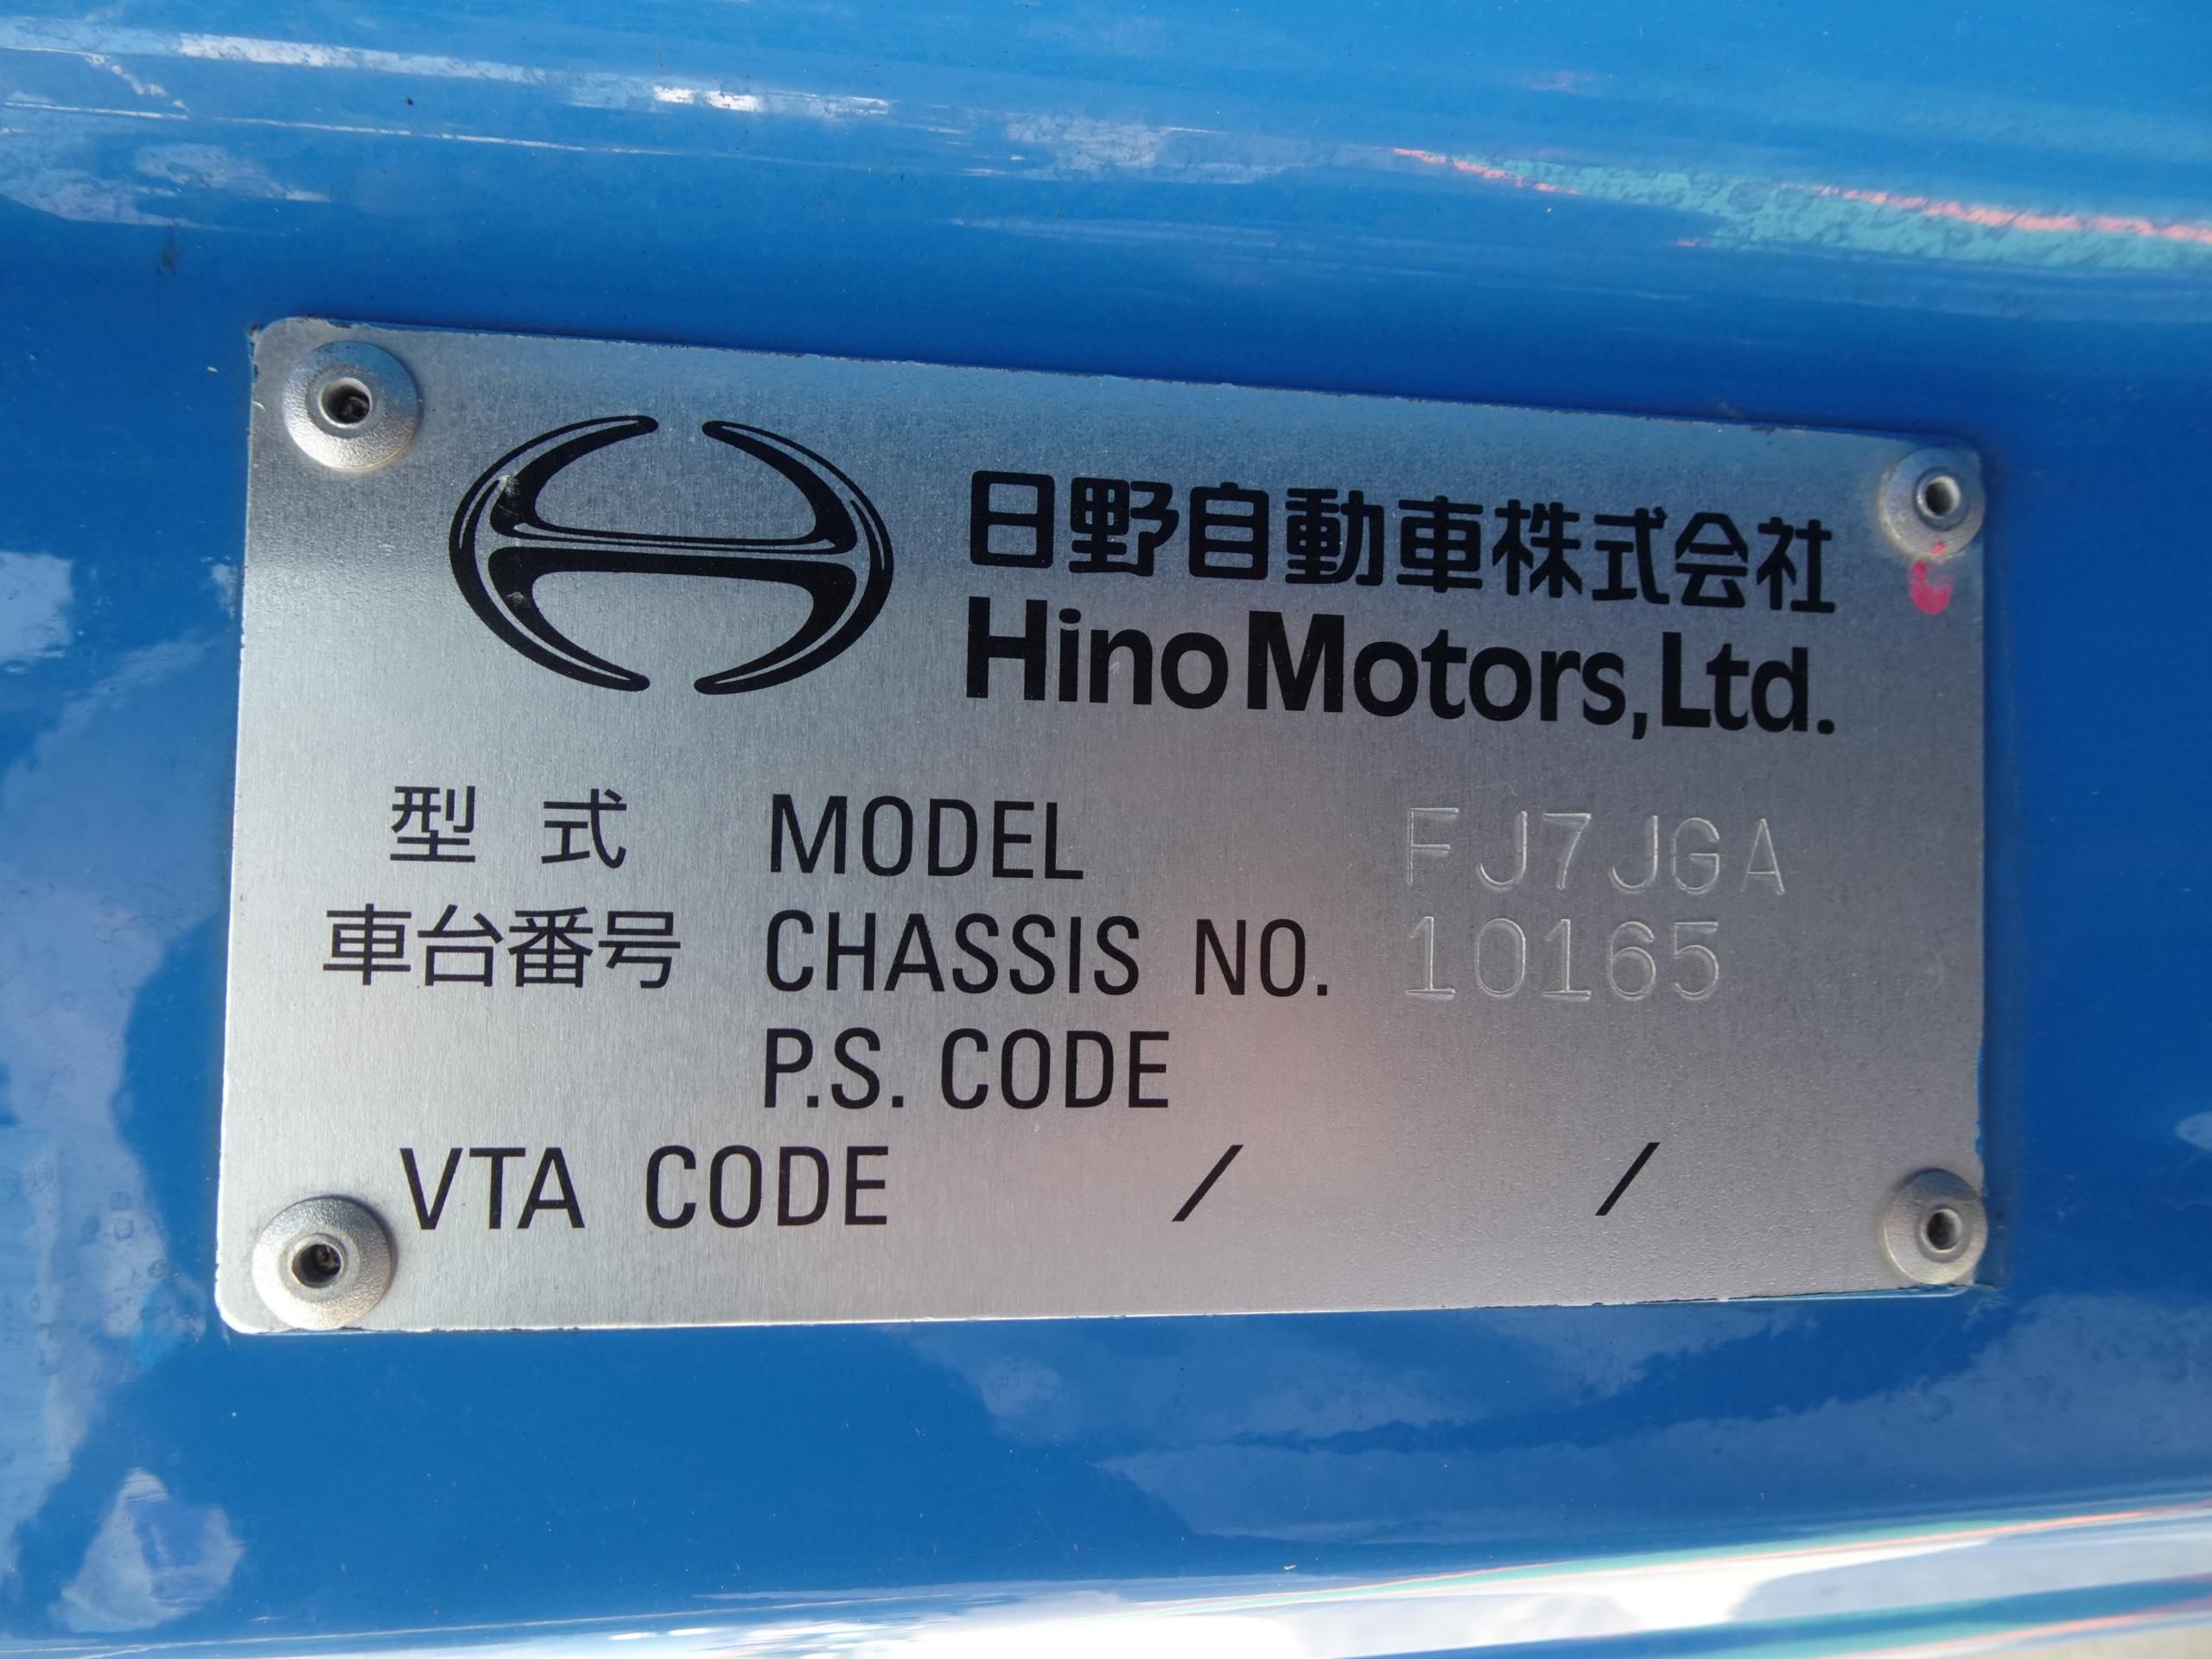 日野自動車株式会社
Hino Motors, Ltd.
型式 MODEL FJ7JGA
車台番号 CHASSIS NO. 10165
P.S. CODE
VTA CODE / /